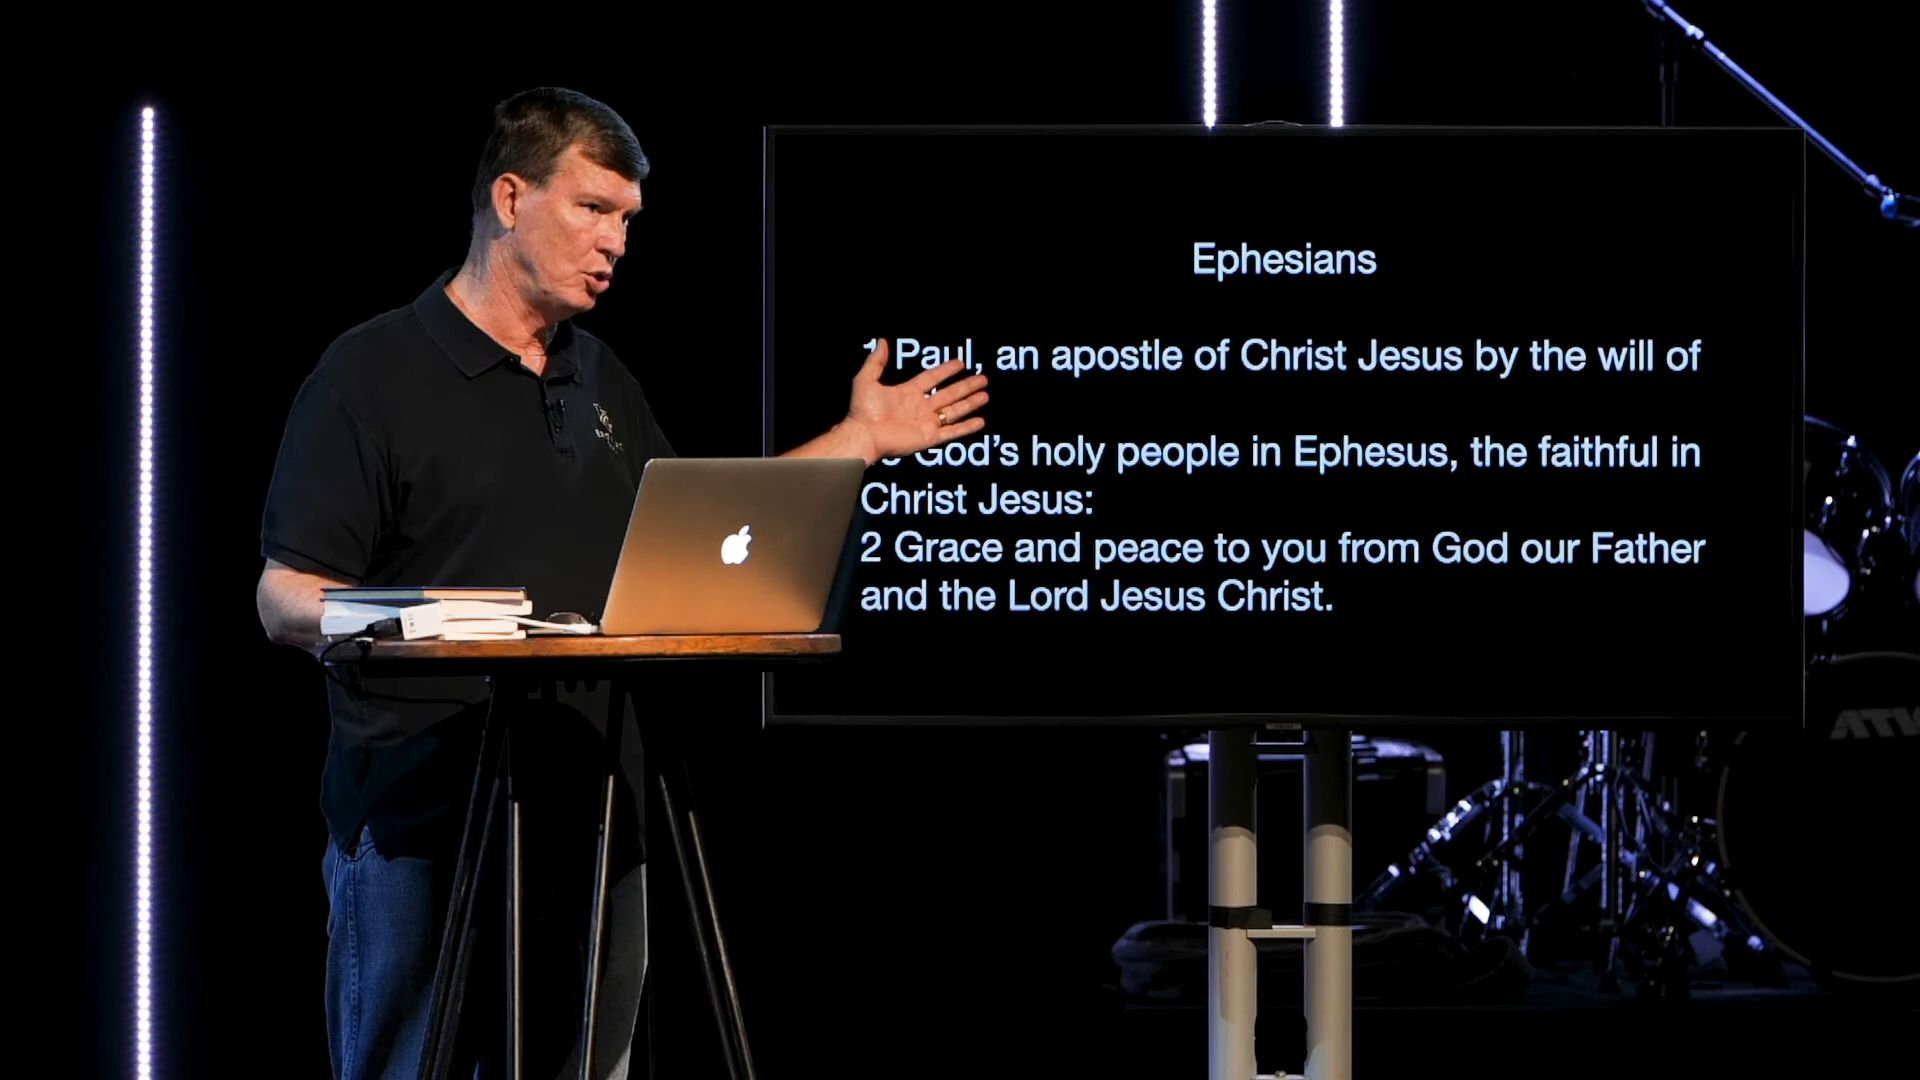 Ephesians
Paul, an apostle of Christ Jesus by the will of
God's holy people in Ephesus, the faithful in
Christ Jesus:
2 Grace and peace to you from God our Father
and the Lord Jesus Christ.